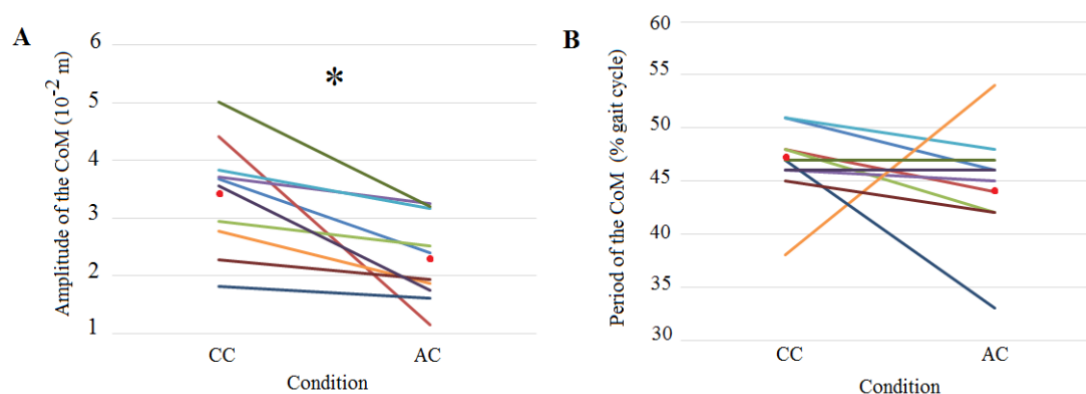 A
Amplitude of the CoM (10-2 m)
6
5
4
3
2
1
*
CC
AC
Condition
B
Period of the CoM (% gait cycle)
60
55
50
45
40
35
30
CC
AC
Condition